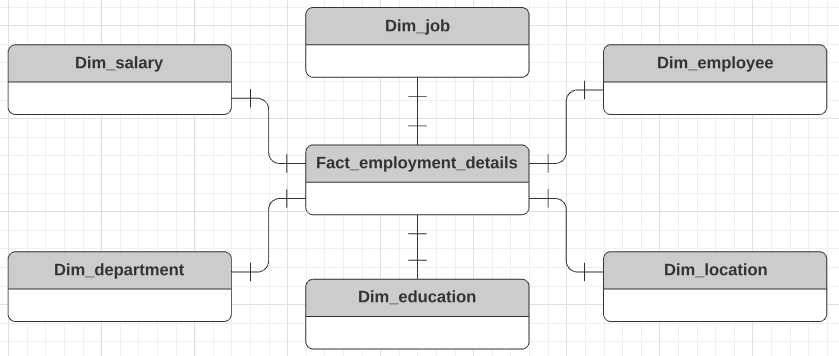 Dim_job
Dim_salary
Dim_employee
Fact_employment_details
Dim_department
Dim_location
Dim_education